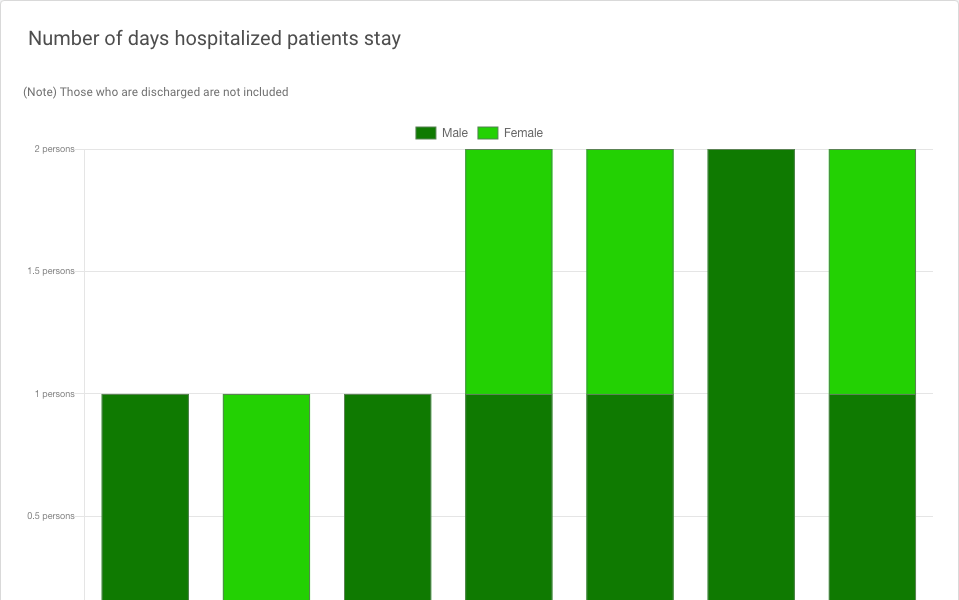 Number of days hospitalized patients stay
(Note) Those who are discharged are not included
Male Female
2 persons
1.5 persons
1 persons
0.5 persons